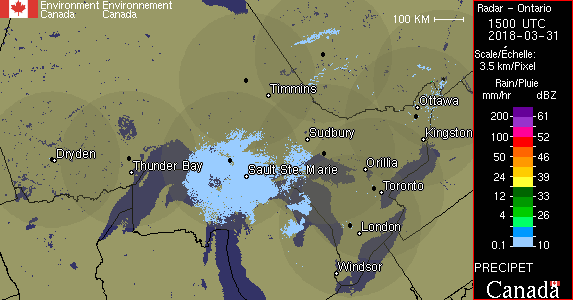 Environment Environnement
Canada Canada
100 KM
Timmins
Ottawa
Sudbury
Kingston
Dryden
Thunder Bay
Sault Ste. Marie
Orillia
Toronto
London
Windsor
Radar - Ontario
1500 UTC
2018-03-31
Scale/Échelle:
3.5 km/Pixel
Rain/Pluie
mm/hr dBZ
200 61
100 52
50 46
24 39
12 33
4 26
0.1 10
PRECIPET
Canada